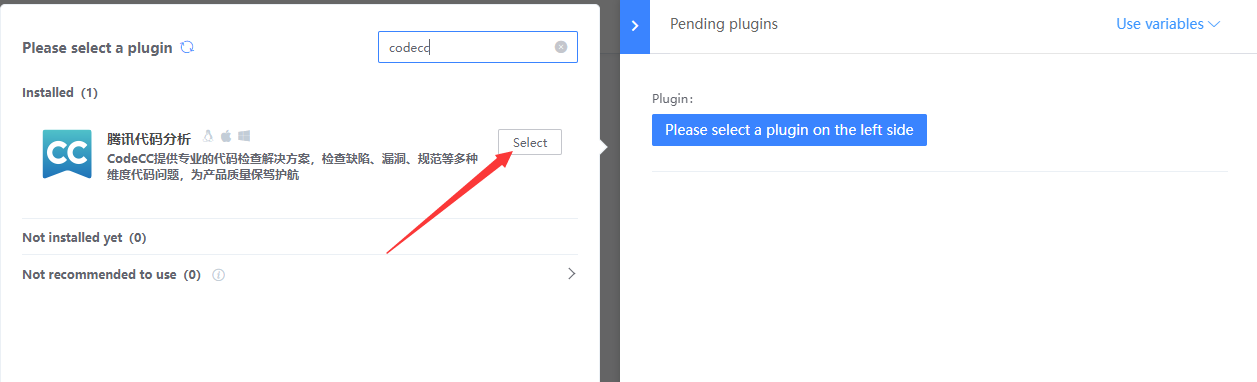 Please select a plugin
codecc
Installed (1)
CC
腾讯代码分析
CodeCC提供专业的代码检查解决方案，检查缺陷、漏洞、规范等多种
维度代码问题，为产品质量保驾护航
Select
Not installed yet (0)
Not recommended to use (0)
Pending plugins
Use variables
Plugin:
Please select a plugin on the left side